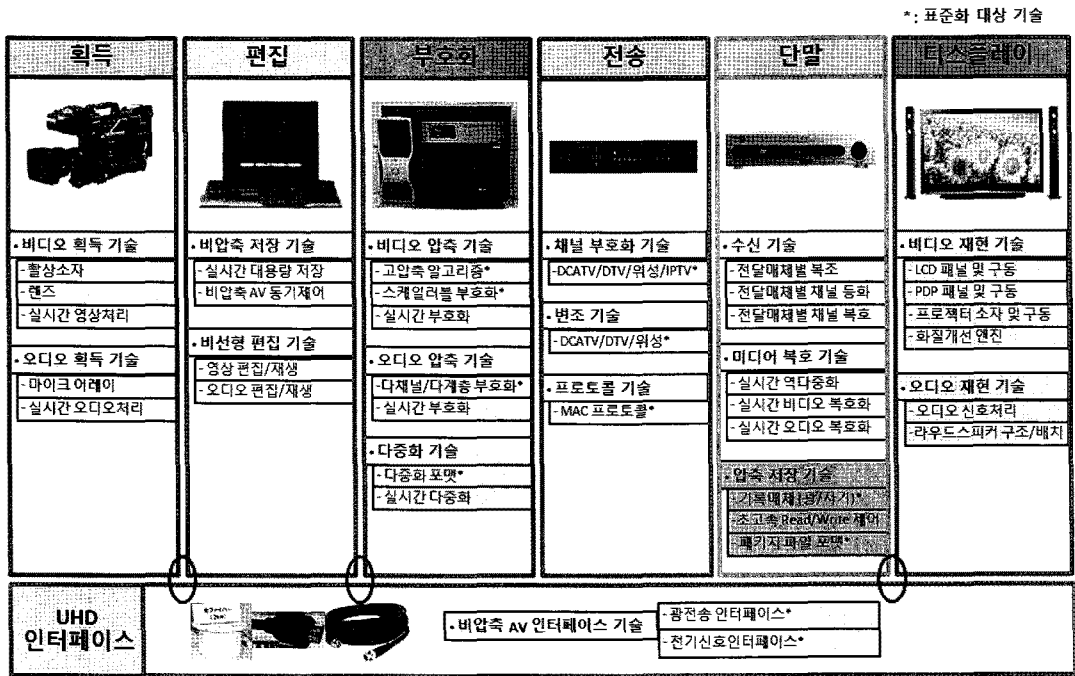 *: 표준화 대상 기술
획득
편집
부호화
전송
단말
디스플레이
• 비디오 획득 기술
- 촬상소자
- 렌즈
- 실시간 영상처리
• 오디오 획득 기술
- 마이크 어레이
- 실시간 오디오처리
• 비압축 저장 기술
- 실시간 대용량 저장
- 비압축 AV 동기제어
• 비선형 편집 기술
- 영상 편집/재생
- 오디오 편집/재생
• 비디오 압축 기술
- 고압축 알고리즘*
- 스케일러블 부호화*
- 실시간 부호화
• 오디오 압축 기술
- 다채널/다계층 부호화*
- 실시간 부호화
• 다중화 기술
- 다중화 포맷*
- 실시간 다중화
• 채널 부호화 기술
- DCATV/DTV/위성/IPTV*
• 변조 기술
- DCATV/DTV/위성*
• 프로토콜 기술
- MAC 프로토콜*
• 수신 기술
- 전달매체별 복조
- 전달매체별 채널 등화
- 전달매체별 채널 복호
• 미디어 복호 기술
- 실시간 역다중화
- 실시간 비디오 복호화
- 실시간 오디오 복호화
• 압축 저장 기술
- 기록매체 (광/자기)*
- 초고속 Read/Wrote 제어
- 패키지 파일 포맷*
• 비디오 재현 기술
- LCD 패널 및 구동
- PDP 패널 및 구동
- 프로젝터 소자 및 구동
- 화질개선 엔진
• 오디오 재현 기술
- 오디오 신호처리
- 라우드스피커 구조/배치
UHD
인터페이스
• 비압축 AV 인터페이스 기술
- 광전송 인터페이스*
- 전기신호인터페이스*